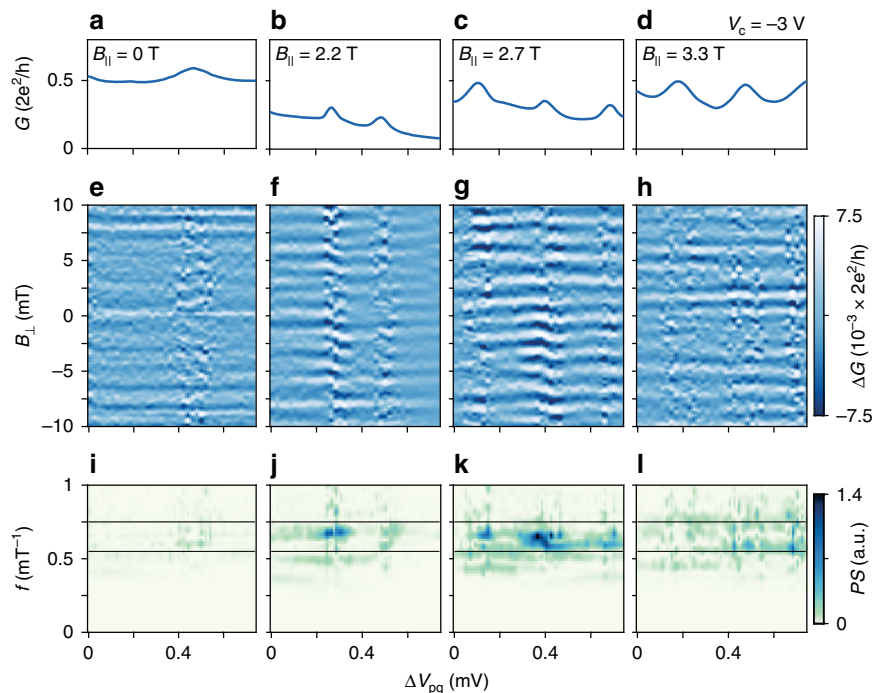 a b c d V_c = –3 V
B_|| = 0 T B_|| = 2.2 T B_|| = 2.7 T B_|| = 3.3 T
G (2e²/h)
0.5
0
e f g h
10
5
0
–5
–10
B_⊥ (mT)
7.5
–7.5
ΔG (10⁻³ × 2e²/h)
i j k l
1
0.5
0
f (mT⁻¹)
1.4
0
PS (a.u.)
0 0.4 0 0.4 0 0.4 0 0.4
ΔV_pg (mV)